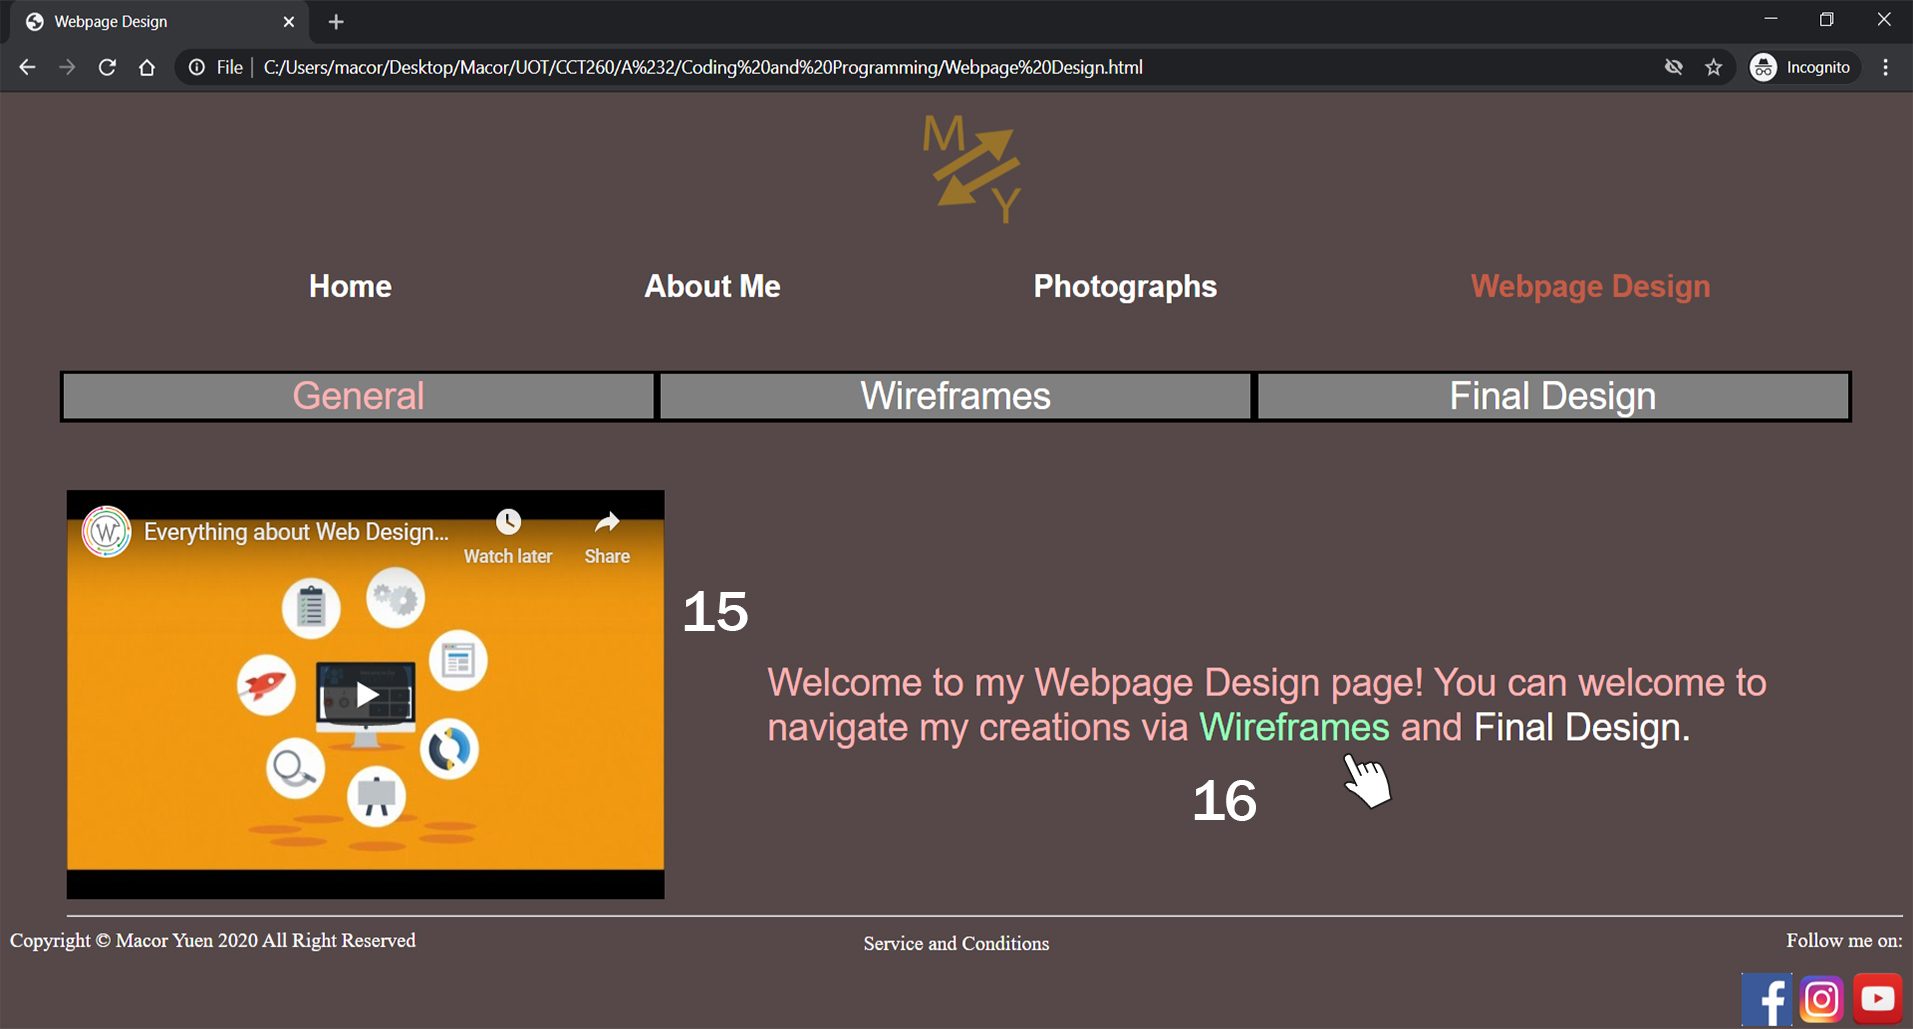 Webpage Design
File
C:/Users/macor/Desktop/Macor/UOT/CCT260/A%232/Coding%20and%20Programming/Webpage%20Design.html
Incognito
M
Y
Home About Me Photographs Webpage Design
General Wireframes Final Design
W
Everything about Web Design...
Watch later Share
15
Welcome to my Webpage Design page! You can welcome to
navigate my creations via Wireframes and Final Design.
16
Copyright © Macor Yuen 2020 All Right Reserved
Service and Conditions
Follow me on:
f